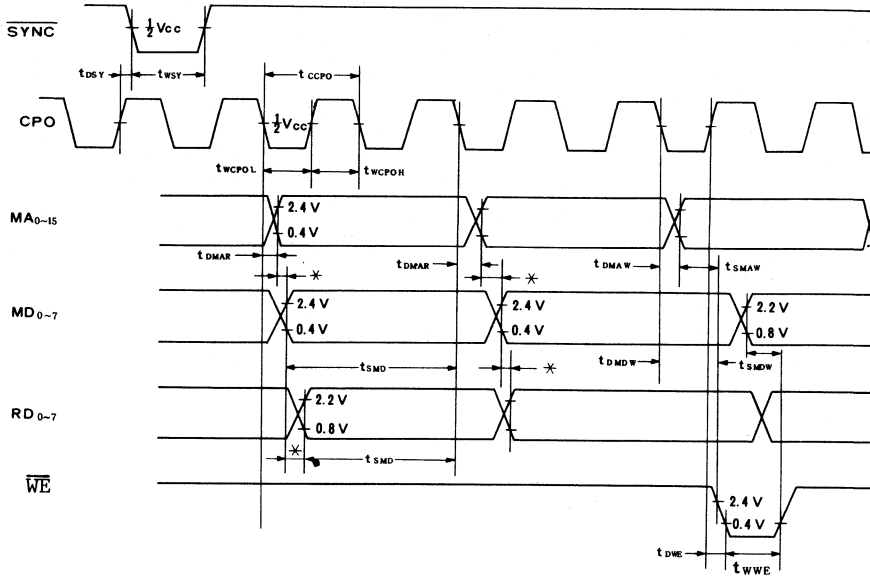 SYNC
½Vcc
tDSY
tWSY
tCCPO
CPO
½Vcc
tWCPOL
tWCPOH
MA0~15
2.4 V
0.4 V
tDMAR
*
tDMAR
*
tDMAW
tSMAW
MD0~7
2.4 V
0.4 V
2.4 V
0.4 V
2.2 V
0.8 V
tSMD
*
tDMDW
tSMDW
RD0~7
2.2 V
0.8 V
*
tSMD
WE
2.4 V
0.4 V
tDWE
tWWE